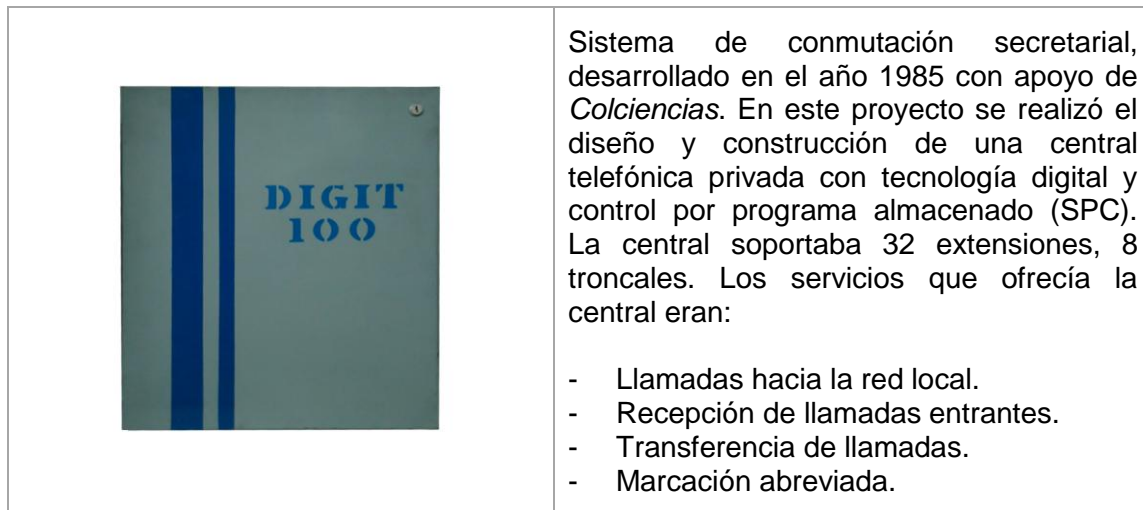 DIGIT
100
Sistema de conmutación secretarial,
desarrollado en el año 1985 con apoyo de
Colciencias. En este proyecto se realizó el
diseño y construcción de una central
telefónica privada con tecnología digital y
control por programa almacenado (SPC).
La central soportaba 32 extensiones, 8
troncales. Los servicios que ofrecía la
central eran:
- Llamadas hacia la red local.
- Recepción de llamadas entrantes.
- Transferencia de llamadas.
- Marcación abreviada.